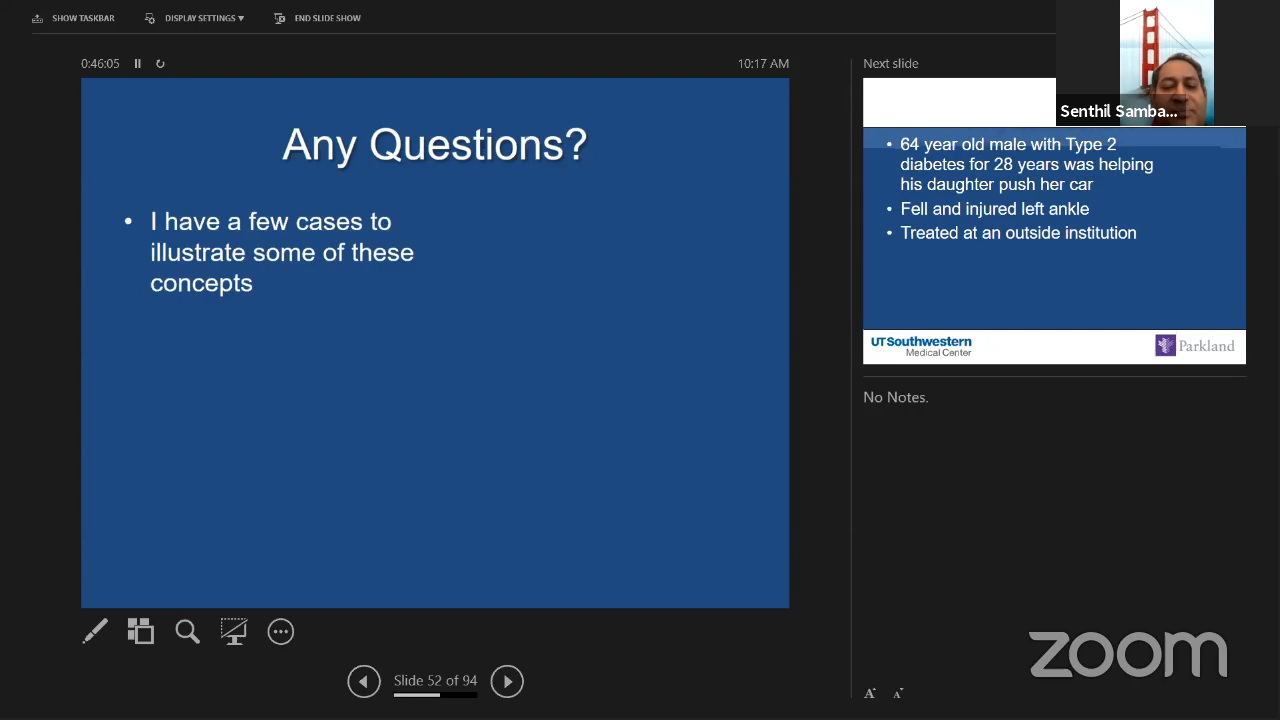 SHOW TASKBAR
DISPLAY SETTINGS ▼
END SLIDE SHOW
0:46:05
10:17 AM
Any Questions?
• I have a few cases to
illustrate some of these
concepts
Next slide
Senthil Samba...
• 64 year old male with Type 2
diabetes for 28 years was helping
his daughter push her car
• Fell and injured left ankle
• Treated at an outside institution
UTSouthwestern
Medical Center
Parkland
No Notes.
Slide 52 of 94
zoom
A A